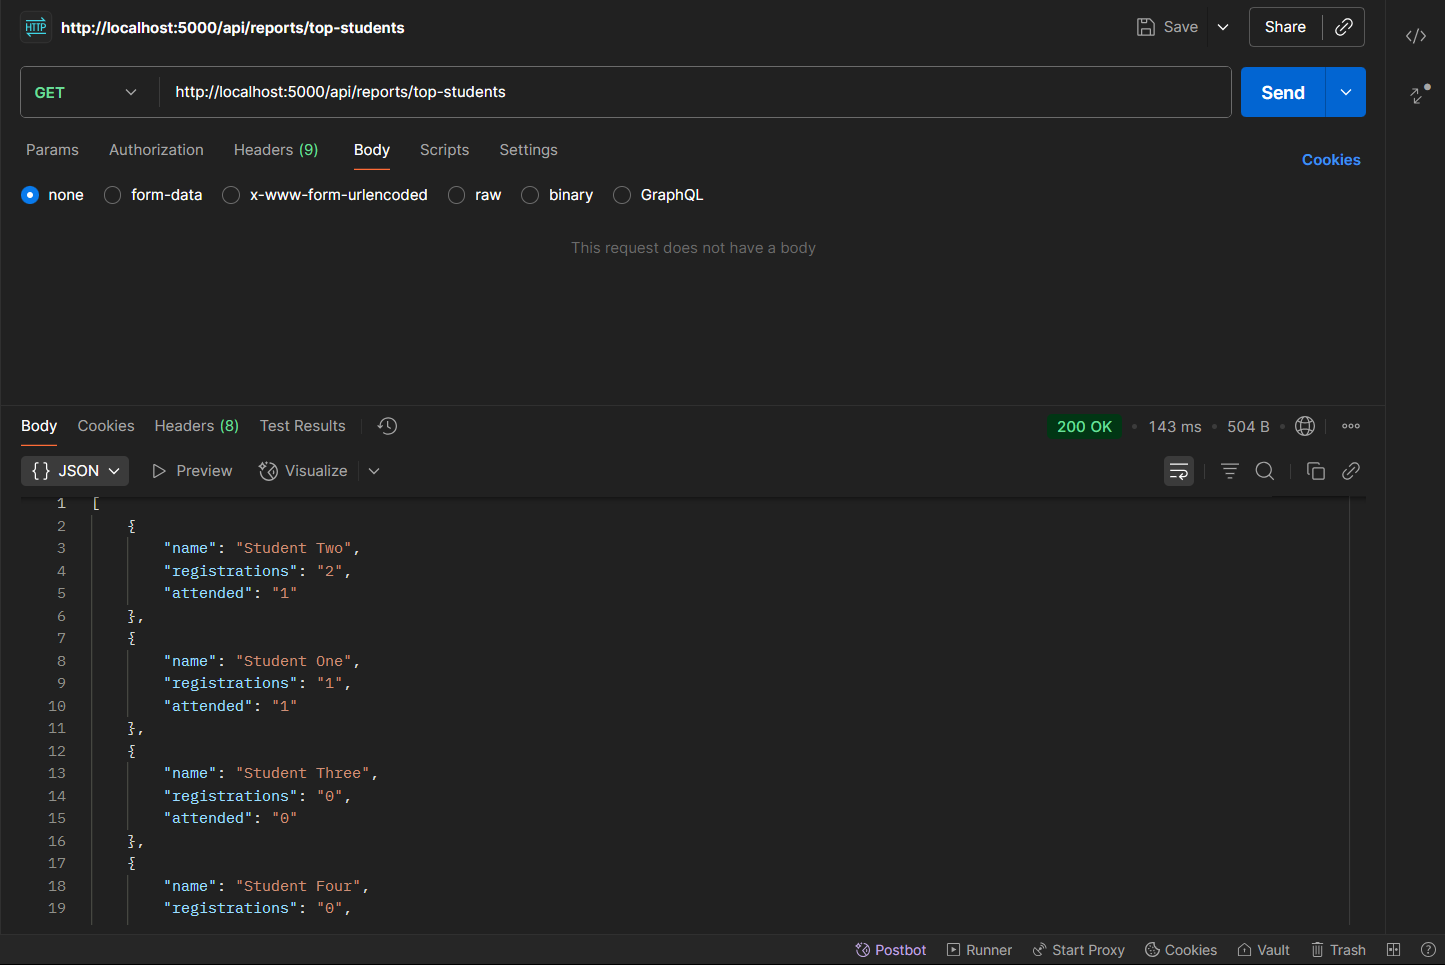 HTTP http://localhost:5000/api/reports/top-students Save Share
GET http://localhost:5000/api/reports/top-students Send
Params Authorization Headers (9) Body Scripts Settings Cookies
none form-data x-www-form-urlencoded raw binary GraphQL
This request does not have a body
Body Cookies Headers (8) Test Results 200 OK • 143 ms • 504 B •
{} JSON Preview Visualize
1 [
2 {
3 "name": "Student Two",
4 "registrations": "2",
5 "attended": "1"
6 },
7 {
8 "name": "Student One",
9 "registrations": "1",
10 "attended": "1"
11 },
12 {
13 "name": "Student Three",
14 "registrations": "0",
15 "attended": "0"
16 },
17 {
18 "name": "Student Four",
19 "registrations": "0",
Postbot Runner Start Proxy Cookies Vault Trash